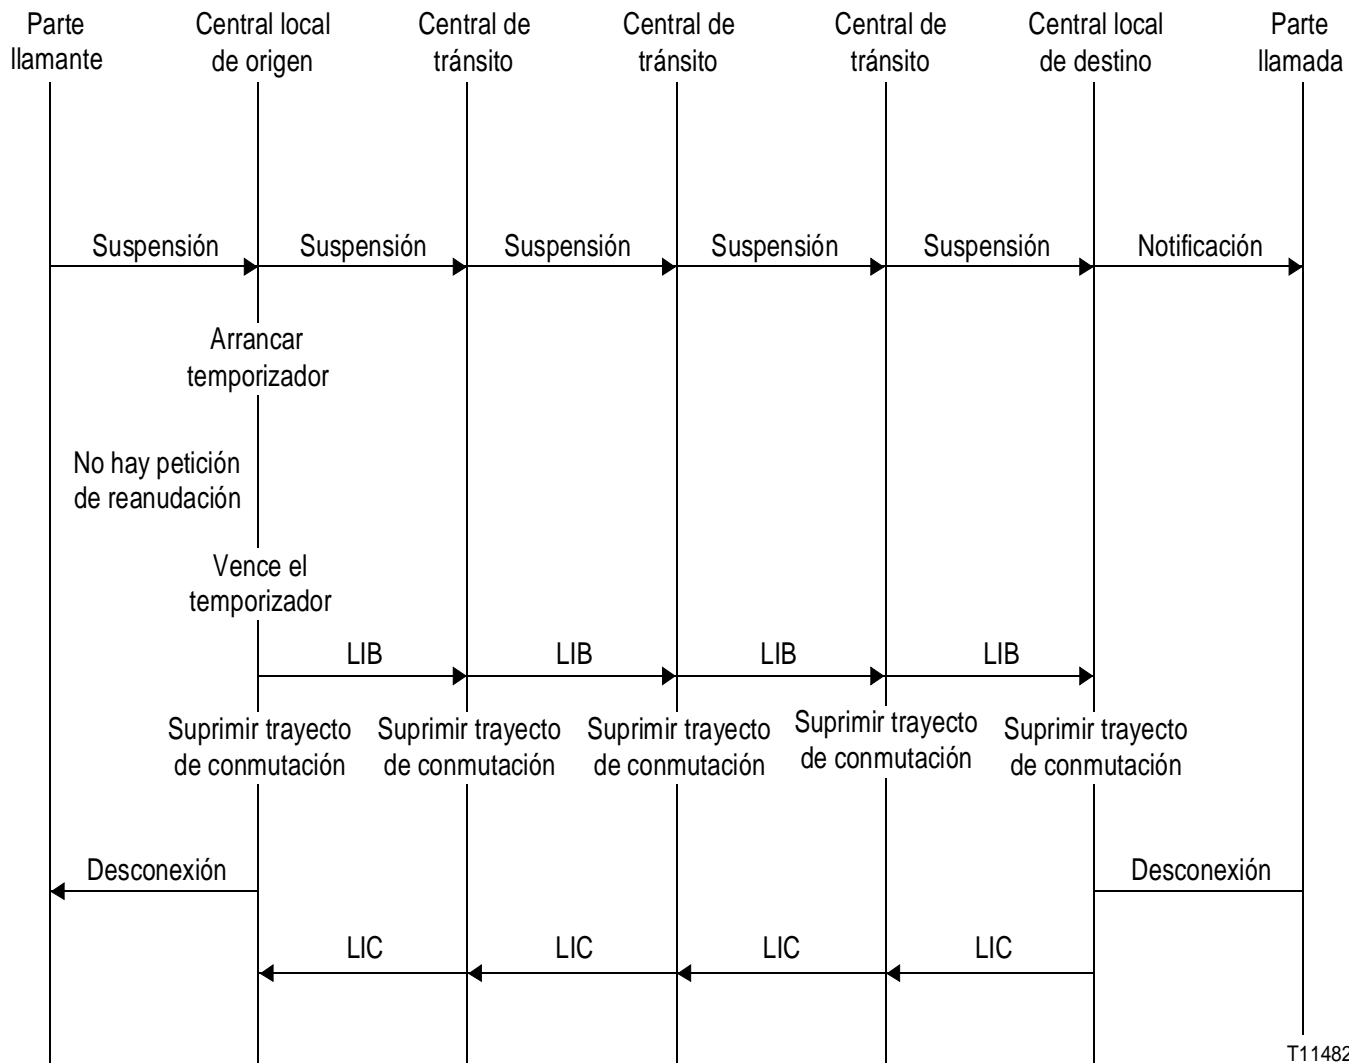 Parte
llamante
Central local
de origen
Central de
tránsito
Central de
tránsito
Central de
tránsito
Central local
de destino
Parte
llamada
Suspensión
Suspensión
Suspensión
Suspensión
Suspensión
Notificación
Arrancar
temporizador
No hay petición
de reanudación
Vence el
temporizador
LIB
LIB
LIB
LIB
Suprimir trayecto
de conmutación
Suprimir trayecto
de conmutación
Suprimir trayecto
de conmutación
Suprimir trayecto
de conmutación
Suprimir trayecto
de conmutación
Desconexión
Desconexión
LIC
LIC
LIC
LIC
T11482